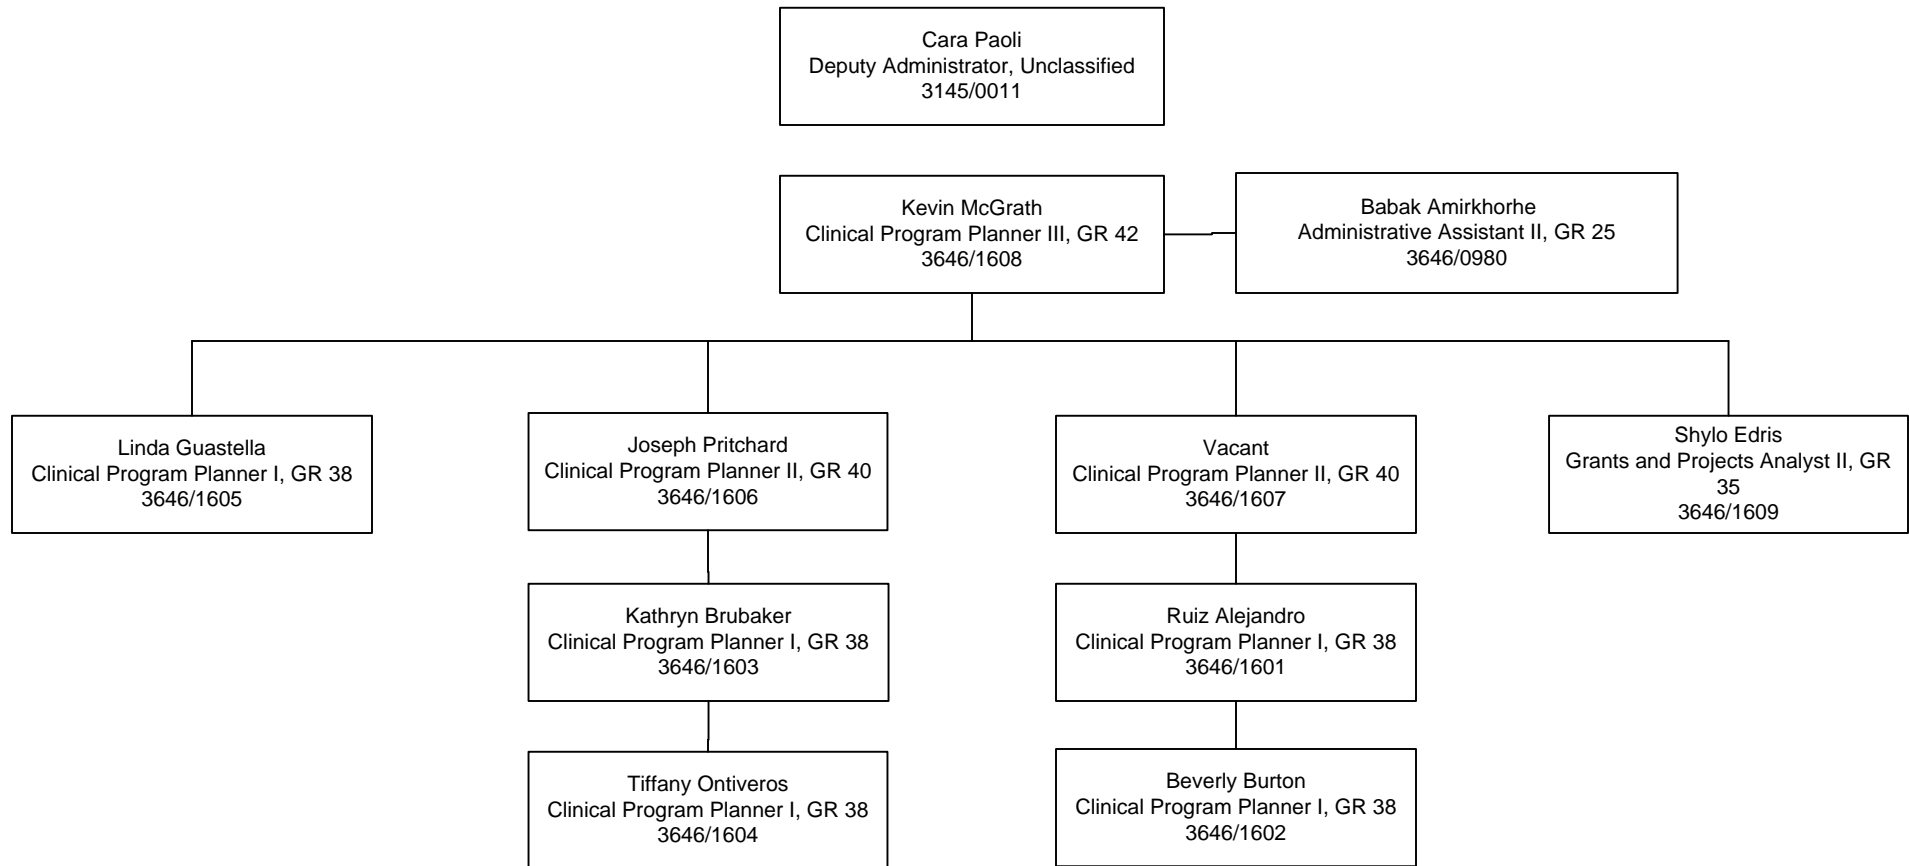 Cara Paoli
Deputy Administrator, Unclassified
3145/0011
Kevin McGrath
Clinical Program Planner III, GR 42
3646/1608
Babak Amirkhorhe
Administrative Assistant II, GR 25
3646/0980
Linda Guastella
Clinical Program Planner I, GR 38
3646/1605
Joseph Pritchard
Clinical Program Planner II, GR 40
3646/1606
Vacant
Clinical Program Planner II, GR 40
3646/1607
Shylo Edris
Grants and Projects Analyst II, GR
35
3646/1609
Kathryn Brubaker
Clinical Program Planner I, GR 38
3646/1603
Ruiz Alejandro
Clinical Program Planner I, GR 38
3646/1601
Tiffany Ontiveros
Clinical Program Planner I, GR 38
3646/1604
Beverly Burton
Clinical Program Planner I, GR 38
3646/1602